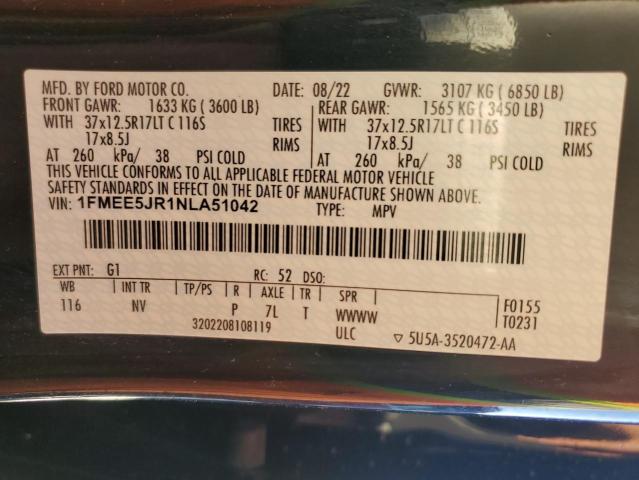 MFD. BY FORD MOTOR CO. DATE: 08/22 GVWR: 3107 KG ( 6850 LB)
FRONT GAWR: 1633 KG ( 3600 LB) REAR GAWR: 1565 KG ( 3450 LB)
WITH 37x12.5R17LT C 116S TIRES WITH 37x12.5R17LT C 116S TIRES
17x8.5J RIMS 17x8.5J RIMS
AT 260 kPa/ 38 PSI COLD AT 260 kPa/ 38 PSI COLD
THIS VEHICLE CONFORMS TO ALL APPLICABLE FEDERAL MOTOR VEHICLE
SAFETY STANDARDS IN EFFECT ON THE DATE OF MANUFACTURE SHOWN ABOVE.
VIN: 1FMEE5JR1NLA51042 TYPE: MPV
EXT PNT: G1 RC: 52 DSO:
WB INT TR TP/PS R AXLE TR SPR F0155
116 NV P 7L T WWWW T0231
3202208108119 ULC ▽ 5U5A-3520472-AA